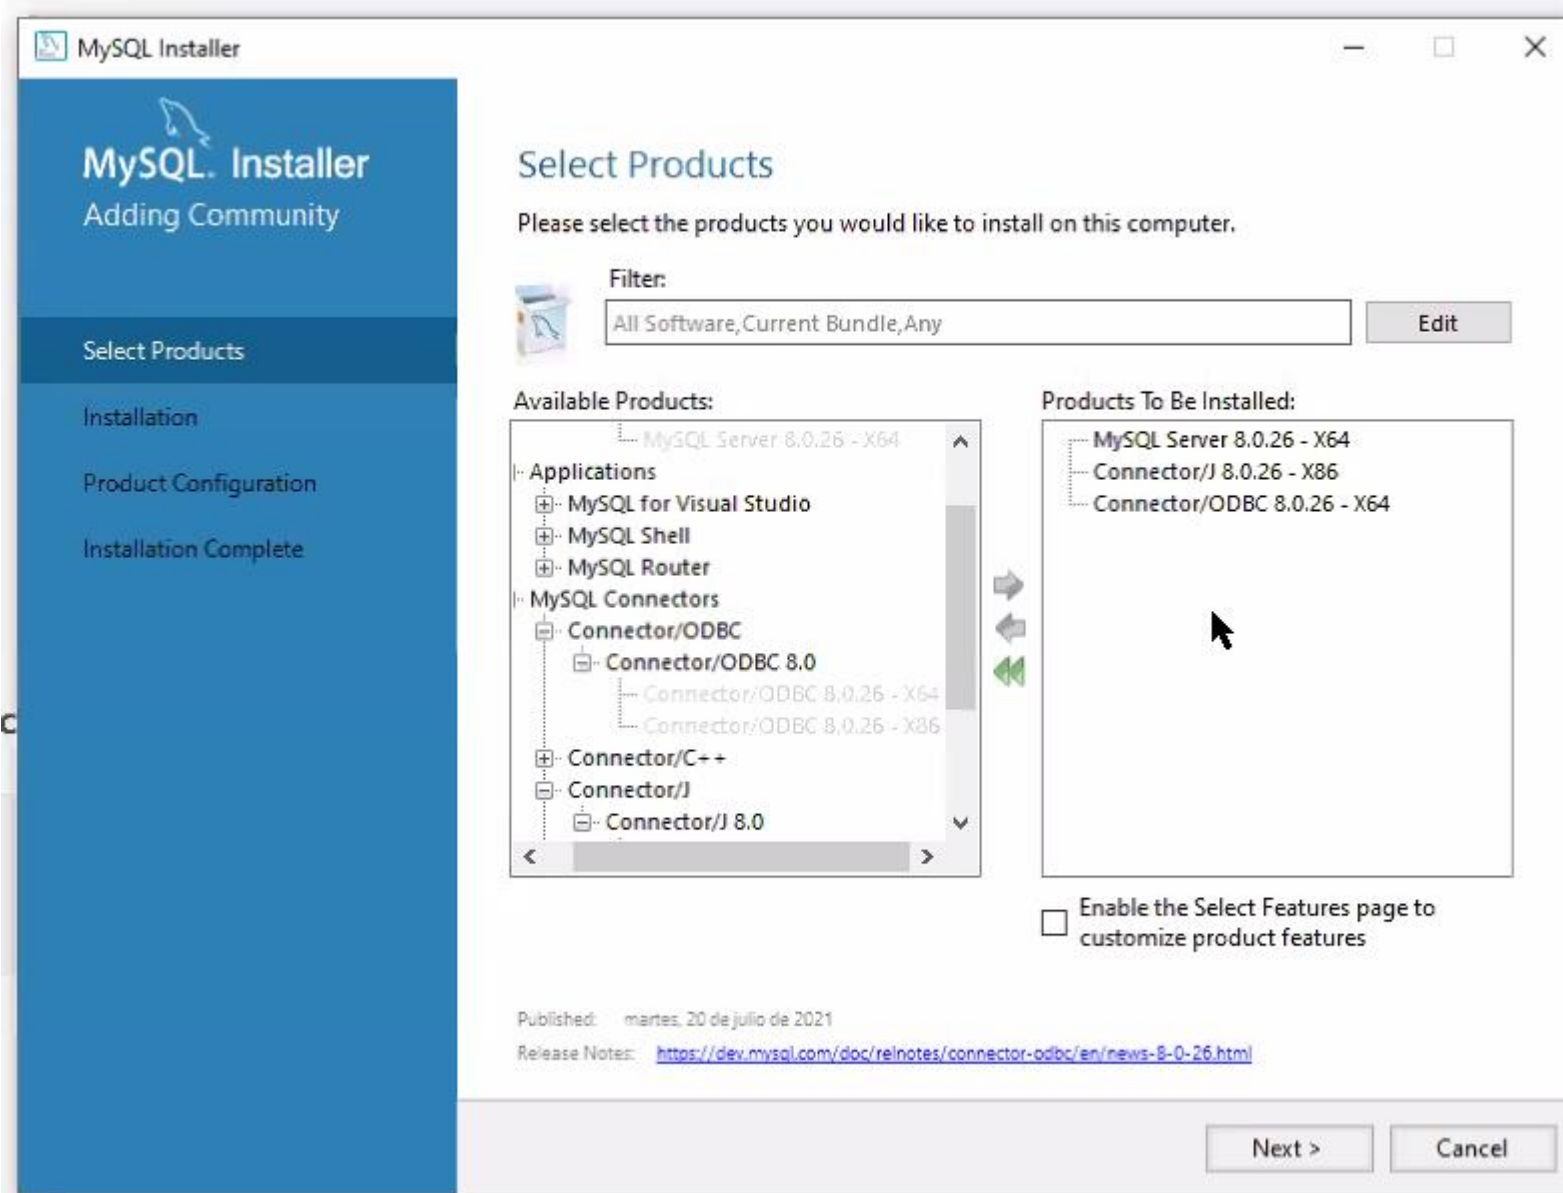 MySQL Installer
MySQL. Installer
Adding Community
Select Products
Installation
Product Configuration
Installation Complete
Select Products
Please select the products you would like to install on this computer.
Filter:
All Software,Current Bundle,Any
Edit
Available Products:
MySQL Server 8.0.26 - X64
Applications
MySQL for Visual Studio
MySQL Shell
MySQL Router
MySQL Connectors
Connector/ODBC
Connector/ODBC 8.0
Connector/ODBC 8.0.26 - X64
Connector/ODBC 8.0.26 - X86
Connector/C++
Connector/J
Connector/J 8.0
Products To Be Installed:
MySQL Server 8.0.26 - X64
Connector/J 8.0.26 - X86
Connector/ODBC 8.0.26 - X64
Enable the Select Features page to
customize product features
Published: martes, 20 de julio de 2021
Release Notes: https://dev.mysql.com/doc/relnotes/connector-odbc/en/news-8-0-26.html
Next >
Cancel